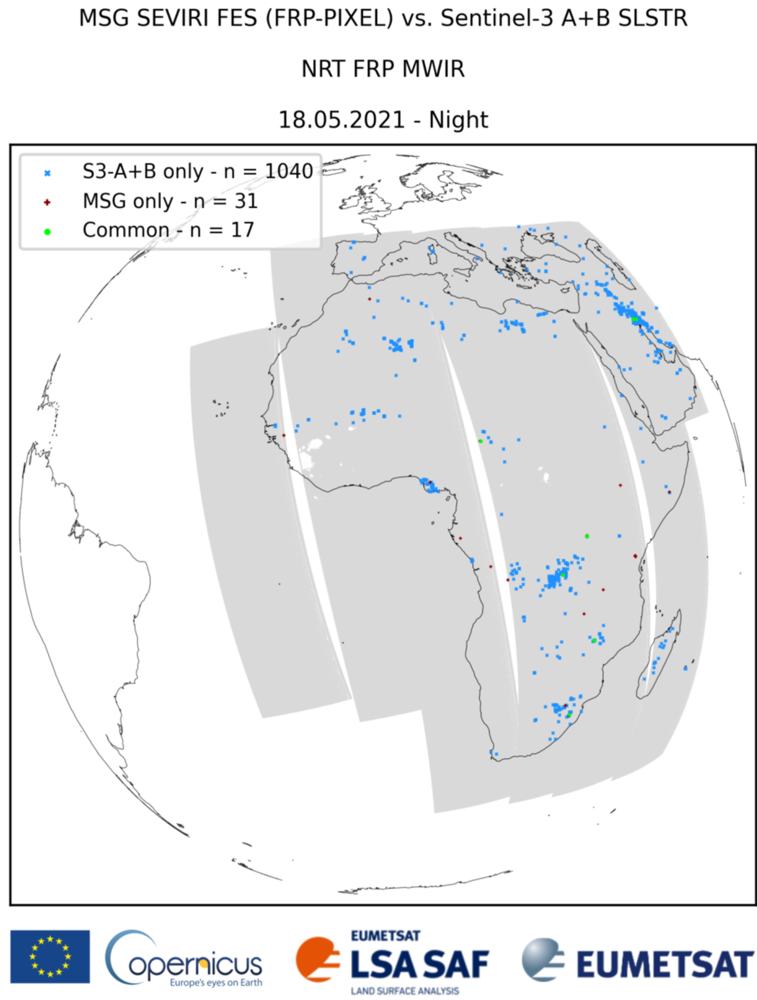 MSG SEVIRI FES (FRP-PIXEL) vs. Sentinel-3 A+B SLSTR
NRT FRP MWIR
18.05.2021 - Night
S3-A+B only - n = 1040
MSG only - n = 31
Common - n = 17
opernicus
Europe's eyes on Earth
EUMETSAT
LSA SAF
LAND SURFACE ANALYSIS
EUMETSAT